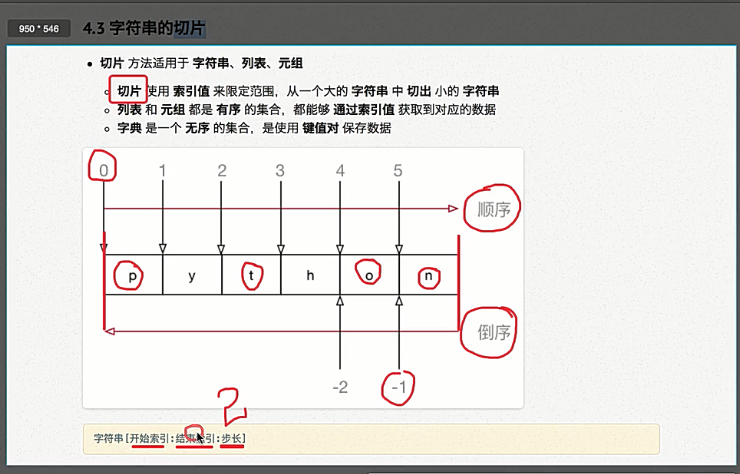 950 * 546
4.3 字符串的切片
切片 方法适用于 字符串、列表、元组
切片 使用 索引值 来限定范围，从一个大的 字符串 中 切出 小的 字符串
列表 和 元组 都是 有序 的集合，都能够 通过索引值 获取到对应的数据
字典 是一个 无序 的集合，是使用 键值对 保存数据
0 1 2 3 4 5
顺序
p y t h o n
倒序
-2 -1
2
字符串[开始索引:结束索引:步长]